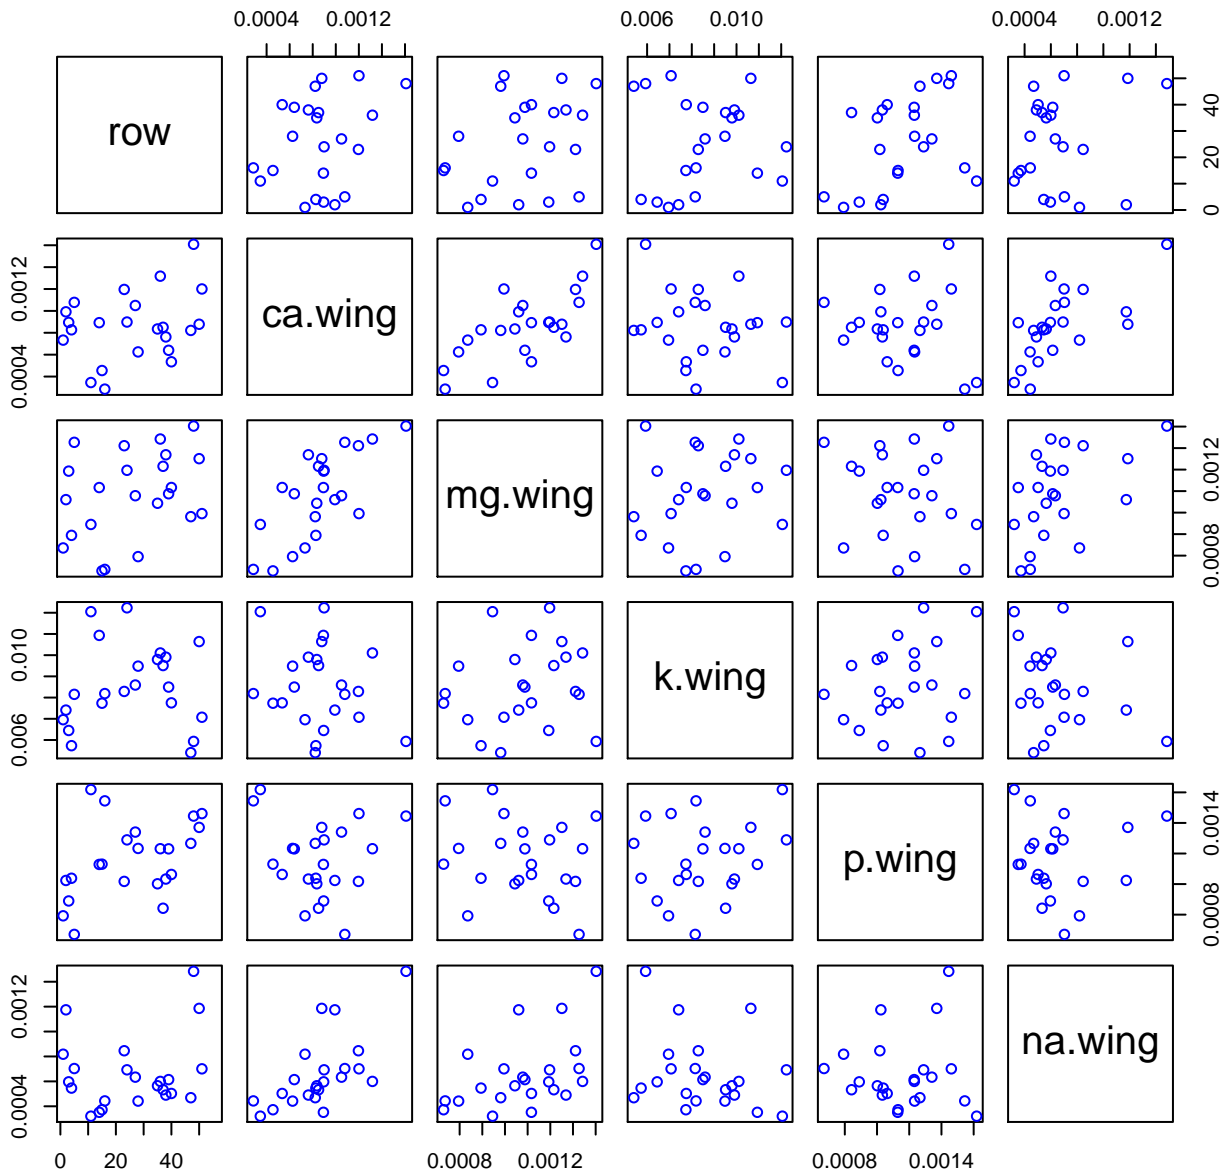 0.0004 0.0012 0.006 0.010 0.0004 0.0012
row 0 20 40
0.0004 0.0012 ca.wing
mg.wing 0.0008 0.0012
0.006 0.010 k.wing
p.wing 0.0008 0.0014
0.0004 0.0012 na.wing
0 20 40 0.0008 0.0012 0.0008 0.0014